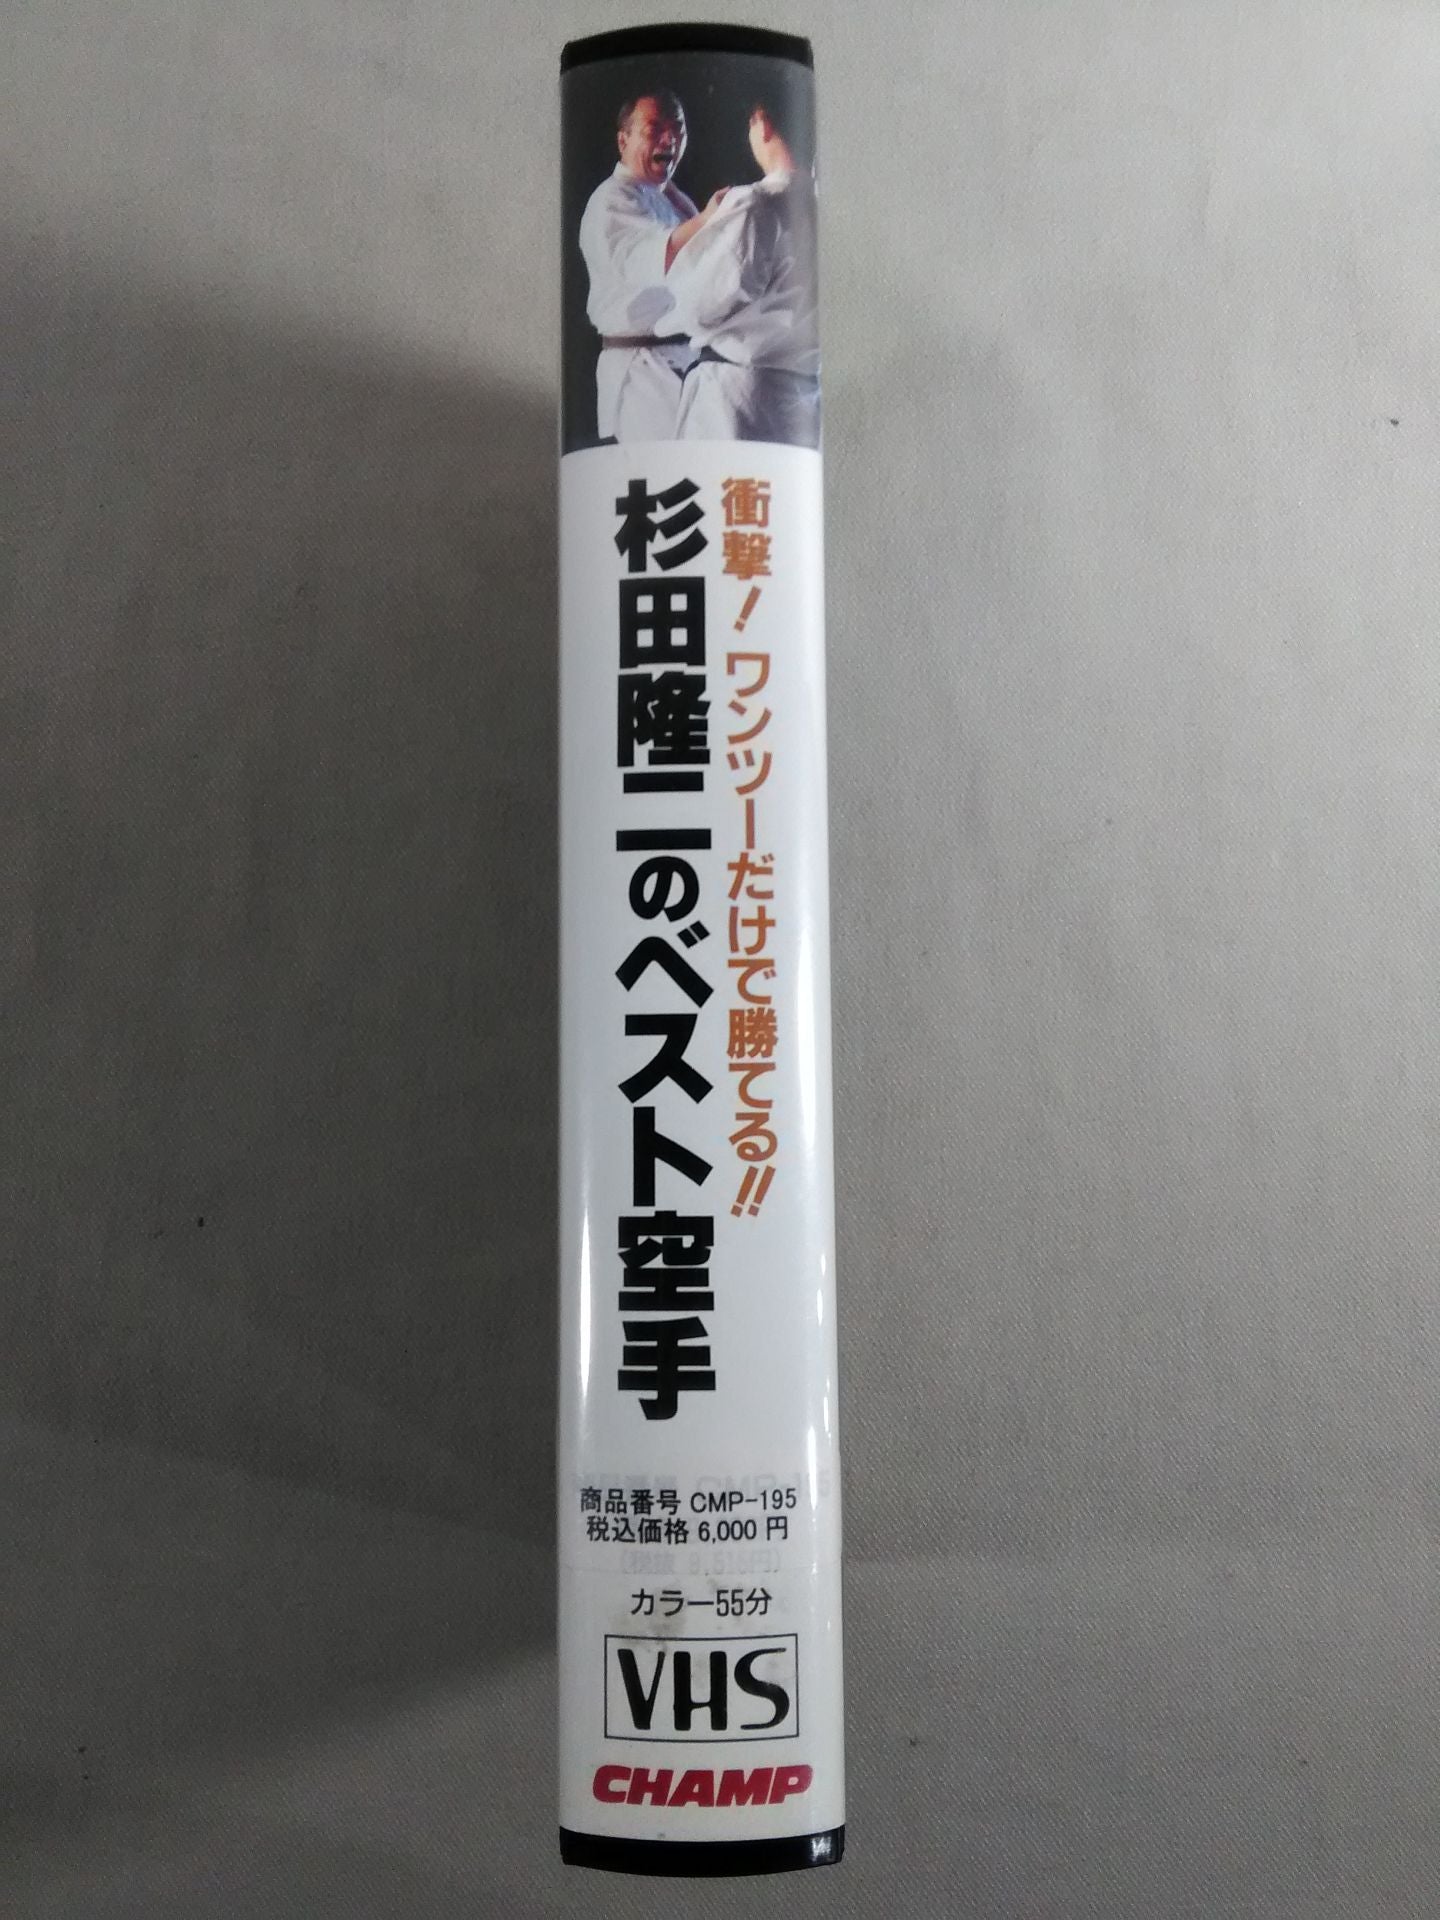 衝撃！ワンツーだけで勝てる!!
杉田隆二のベスト空手
商品番号 CMP-195
税込価格 6,000 円
カラー55分
VHS
CHAMP